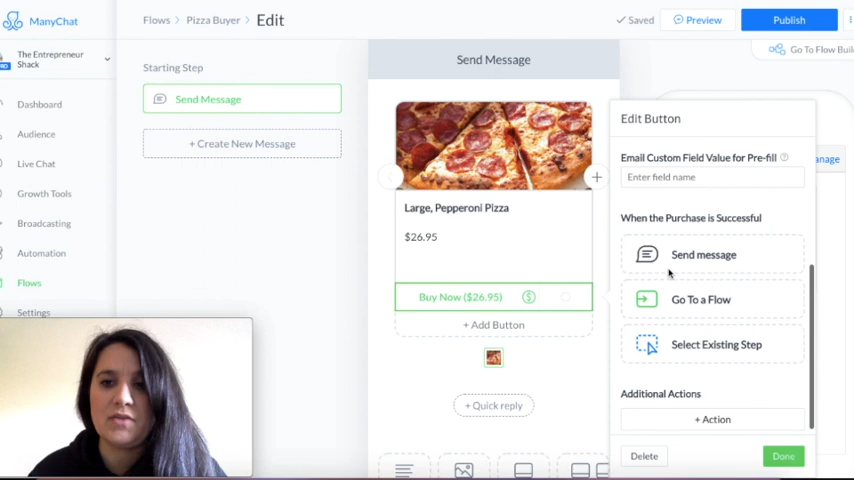 ManyChat
Flows
Pizza Buyer
Edit
Saved
Preview
Publish
The Entrepreneur
Shack
PRO
Dashboard
Audience
Live Chat
Growth Tools
Broadcasting
Automation
Flows
Settings
Starting Step
Send Message
+ Create New Message
Send Message
Large, Pepperoni Pizza
$26.95
Buy Now ($26.95)
+ Add Button
+ Quick reply
Go To Flow Buil
anage
Edit Button
Email Custom Field Value for Pre-fill
Enter field name
When the Purchase is Successful
Send message
Go To a Flow
Select Existing Step
Additional Actions
+ Action
Delete
Done